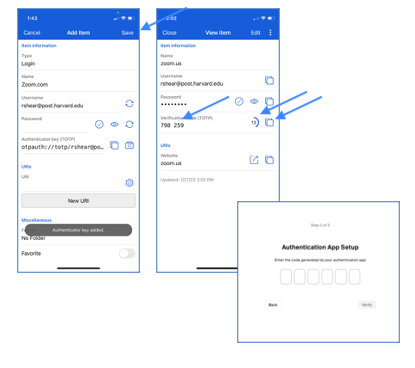 1:43
Cancel Add Item Save
Item information
Type
Login
Name
Zoom.com
Username
rshear@post.harvard.edu
Password
Authenticator key (TOTP)
otpauth://totp/rshear@po...
URIs
URI
New URI
Miscellaneous
Authenticator key added
No Folder
Favorite
2:02
Close View Item Edit
Item information
Name
zoom.us
Username
rshear@post.harvard.edu
Password
••••••••
(TOTP)
798 259
13
URIs
Website
zoom.us
Updated: 1/27/23 2:02 PM
Step 2 of 3
Authentication App Setup
Enter the code generated by your authentication app
Back Verify